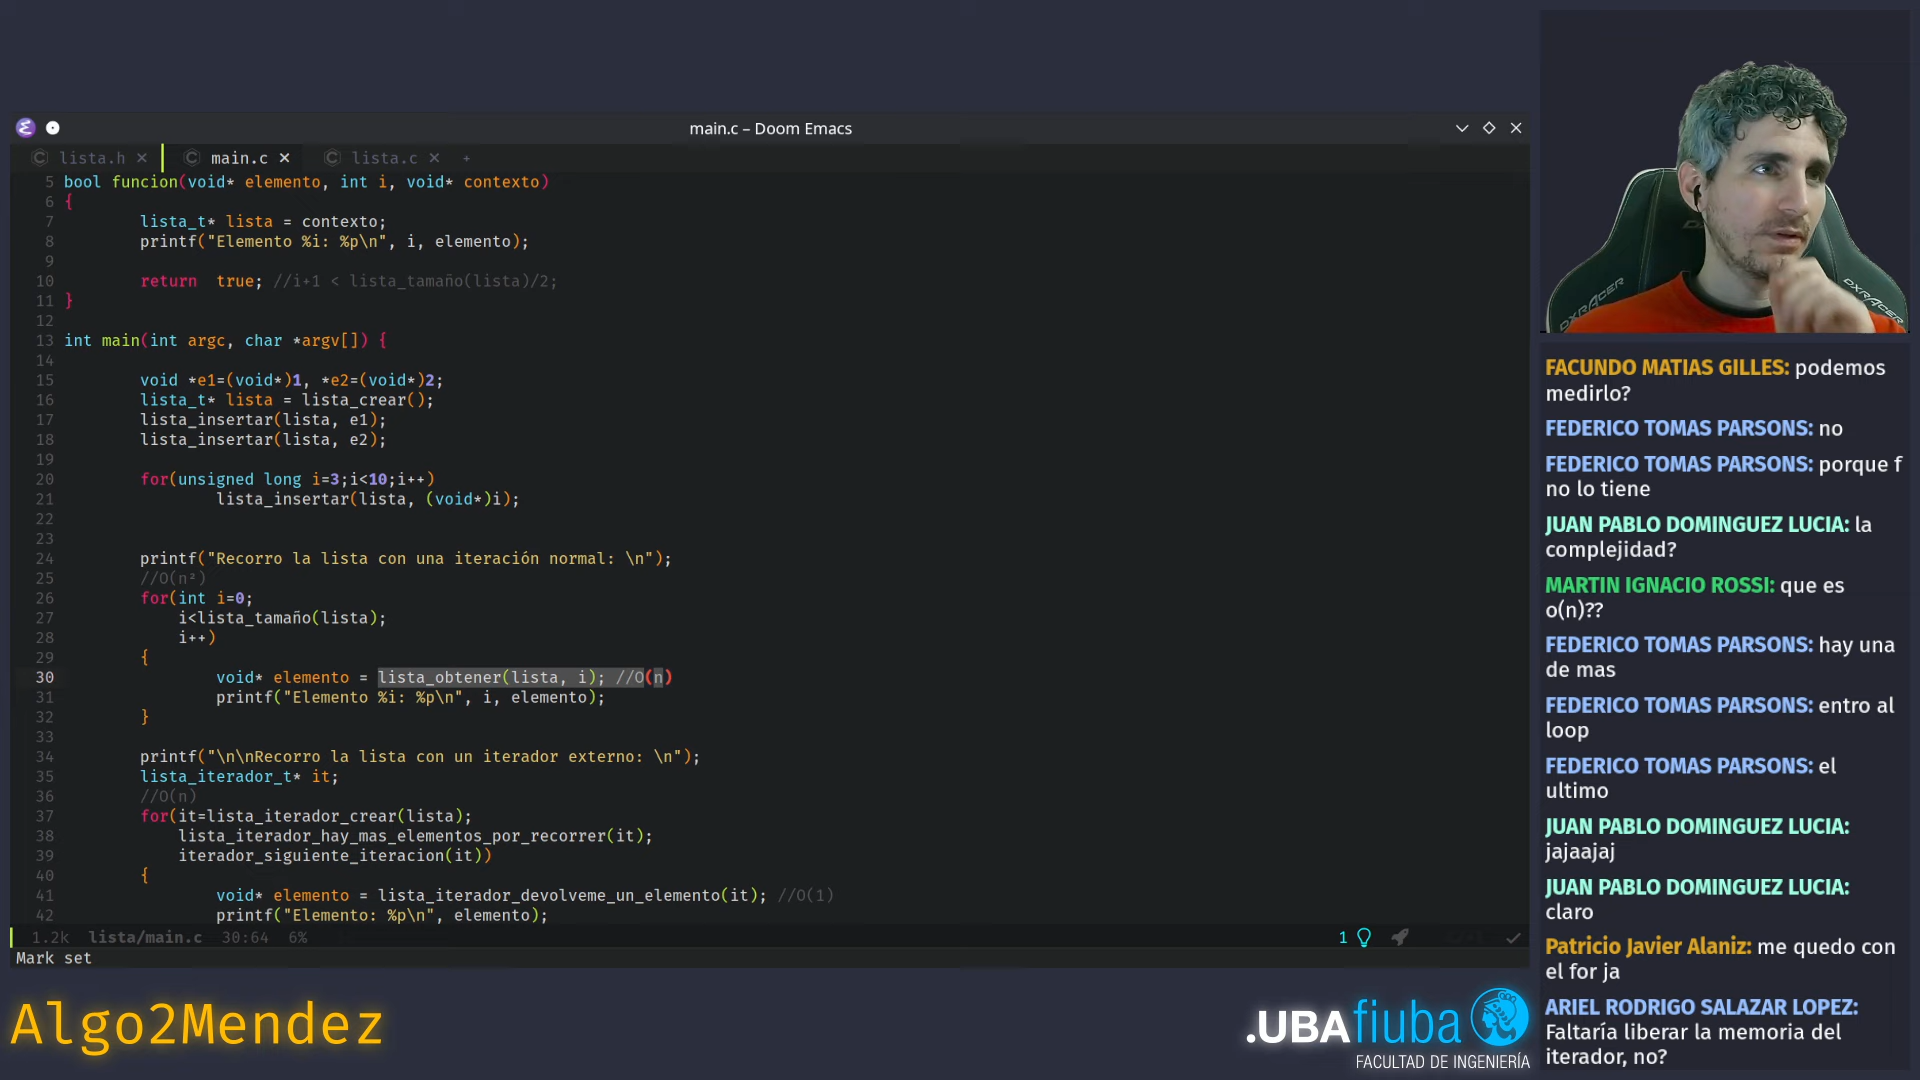 main.c – Doom Emacs
lista.h
main.c
lista.c
5 bool funcion(void* elemento, int i, void* contexto)
6 {
7 lista_t* lista = contexto;
8 printf("Elemento %i: %p\n", i, elemento);
9
10 return true; //i+1 < lista_tamaño(lista)/2;
11 }
12
13 int main(int argc, char *argv[]) {
14
15 void *e1=(void*)1, *e2=(void*)2;
16 lista_t* lista = lista_crear();
17 lista_insertar(lista, e1);
18 lista_insertar(lista, e2);
19
20 for(unsigned long i=3;i<10;i++)
21 lista_insertar(lista, (void*)i);
22
23
24 printf("Recorro la lista con una iteración normal: \n");
25 //O(n²)
26 for(int i=0;
27 i<lista_tamaño(lista);
28 i++)
29 {
30 void* elemento = lista_obtener(lista, i); //O(n)
31 printf("Elemento %i: %p\n", i, elemento);
32 }
33
34 printf("\n\nRecorro la lista con un iterador externo: \n");
35 lista_iterador_t* it;
36 //O(n)
37 for(it=lista_iterador_crear(lista);
38 lista_iterador_hay_mas_elementos_por_recorrer(it);
39 iterador_siguiente_iteracion(it))
40 {
41 void* elemento = lista_iterador_devolveme_un_elemento(it); //O(1)
42 printf("Elemento: %p\n", elemento);
1.2k lista/main.c 30:64 6%
1
Mark set
Algo2Mendez
.UBAfiuba
FACULTAD DE INGENIERÍA
DXRACER
DXRACER
FACUNDO MATIAS GILLES: podemos
medirlo?
FEDERICO TOMAS PARSONS: no
FEDERICO TOMAS PARSONS: porque f
no lo tiene
JUAN PABLO DOMINGUEZ LUCIA: la
complejidad?
MARTIN IGNACIO ROSSI: que es
o(n)??
FEDERICO TOMAS PARSONS: hay una
de mas
FEDERICO TOMAS PARSONS: entro al
loop
FEDERICO TOMAS PARSONS: el
ultimo
JUAN PABLO DOMINGUEZ LUCIA:
jajaajaj
JUAN PABLO DOMINGUEZ LUCIA:
claro
Patricio Javier Alaniz: me quedo con
el for ja
ARIEL RODRIGO SALAZAR LOPEZ:
Faltaría liberar la memoria del
iterador, no?